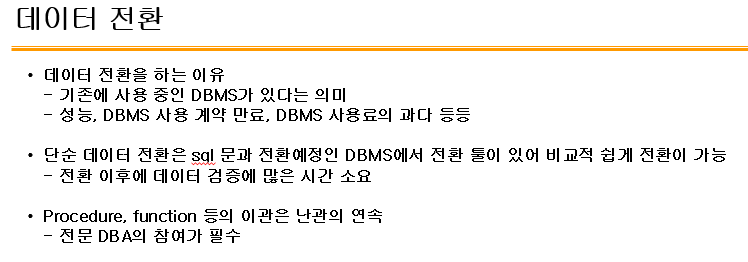 데이터 전환
• 데이터 전환을 하는 이유
- 기존에 사용 중인 DBMS가 있다는 의미
- 성능, DBMS 사용 계약 만료, DBMS 사용료의 과다 등등
• 단순 데이터 전환은 sql 문과 전환예정인 DBMS에서 전환 툴이 있어 비교적 쉽게 전환이 가능
- 전환 이후에 데이터 검증에 많은 시간 소요
• Procedure, function 등의 이관은 난관의 연속
- 전문 DBA의 참여가 필수